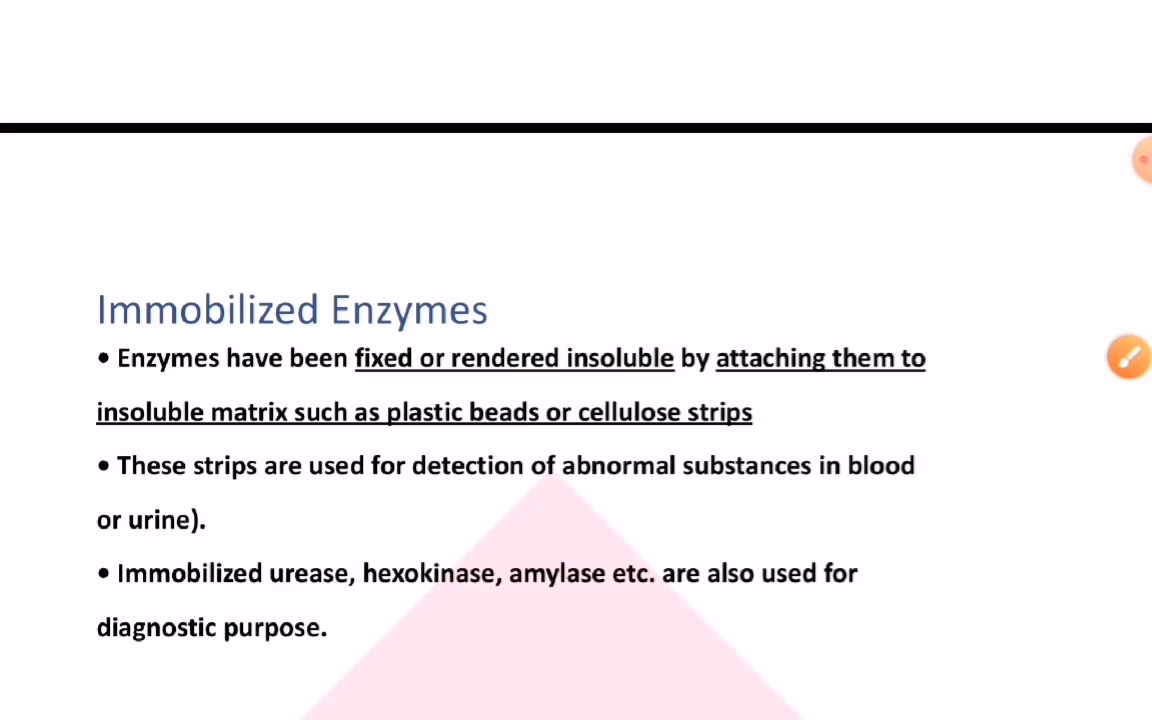 Immobilized Enzymes
• Enzymes have been fixed or rendered insoluble by attaching them to
insoluble matrix such as plastic beads or cellulose strips
• These strips are used for detection of abnormal substances in blood
or urine).
• Immobilized urease, hexokinase, amylase etc. are also used for
diagnostic purpose.